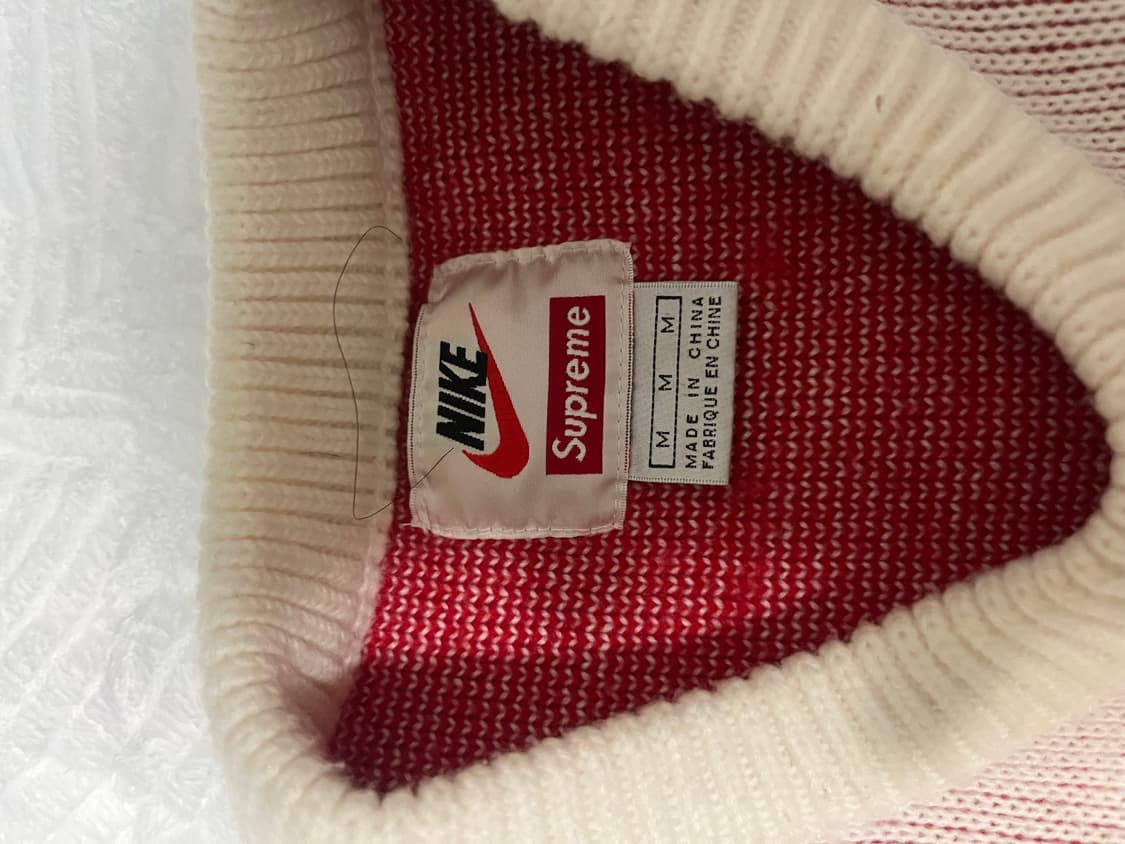 NIKE
Supreme
M M M
MADE IN CHINA
FABRIQUE EN CHINE